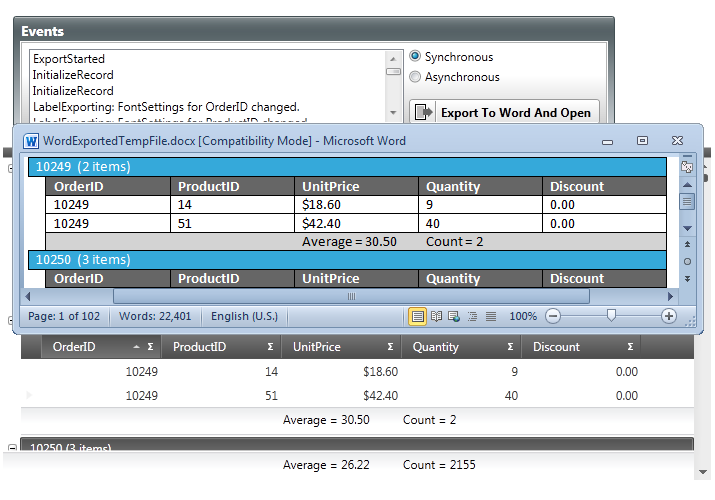 Events
ExportStarted
InitializeRecord
InitializeRecord
LabelExporting: FontSettings for OrderID changed.
LabelExporting: FontSettings for ProductID changed.
Synchronous
Asynchronous
Export To Word And Open
WordExportedTempFile.docx [Compatibility Mode] - Microsoft Word
10249 (2 items)
OrderID ProductID UnitPrice Quantity Discount
10249 14 $18.60 9 0.00
10249 51 $42.40 40 0.00
Average = 30.50 Count = 2
10250 (3 items)
OrderID ProductID UnitPrice Quantity Discount
Page: 1 of 102 Words: 22,401 English (U.S.) 100%
OrderID Σ ProductID Σ UnitPrice Σ Quantity Σ Discount Σ
10249 14 $18.60 9 0.00
10249 51 $42.40 40 0.00
Average = 30.50 Count = 2
10250 (3 items)
Average = 26.22 Count = 2155